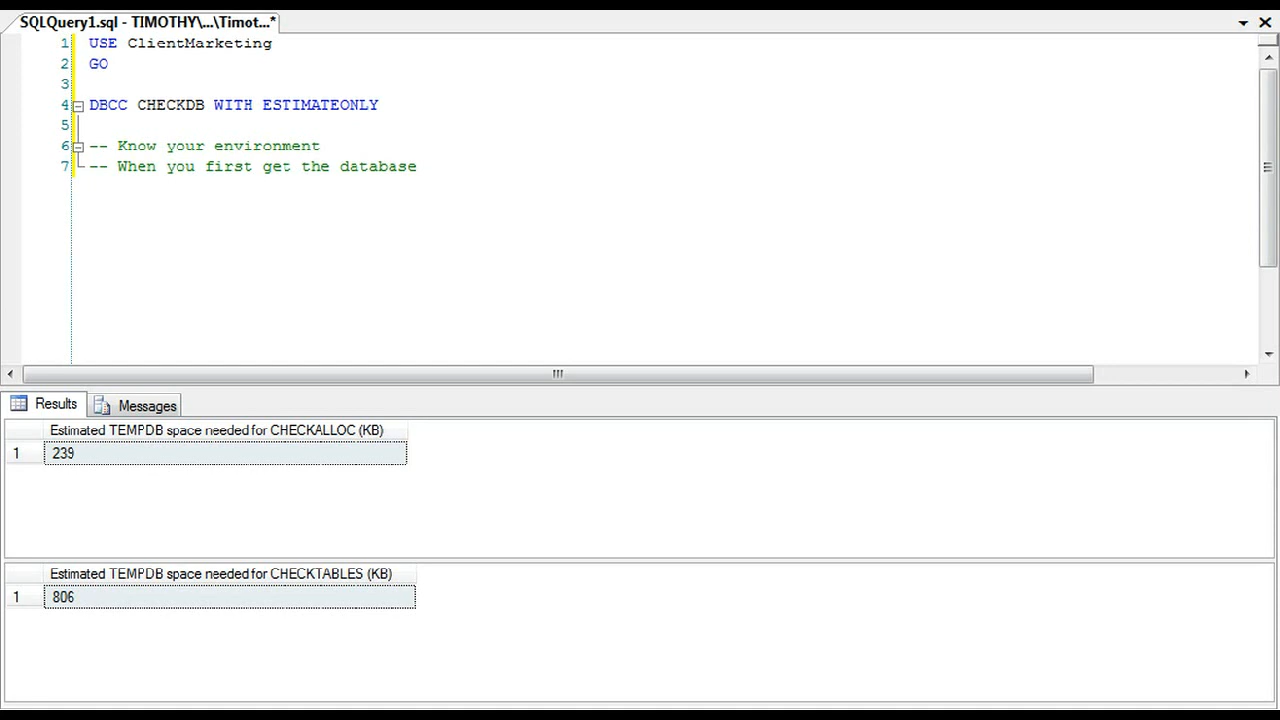 SQLQuery1.sql - TIMOTHY\...\Timot...*
1 USE ClientMarketing
2 GO
3
4 DBCC CHECKDB WITH ESTIMATEONLY
5
6 -- Know your environment
7 -- When you first get the database
Results Messages
Estimated TEMPDB space needed for CHECKALLOC (KB)
1 239
Estimated TEMPDB space needed for CHECKTABLES (KB)
1 806